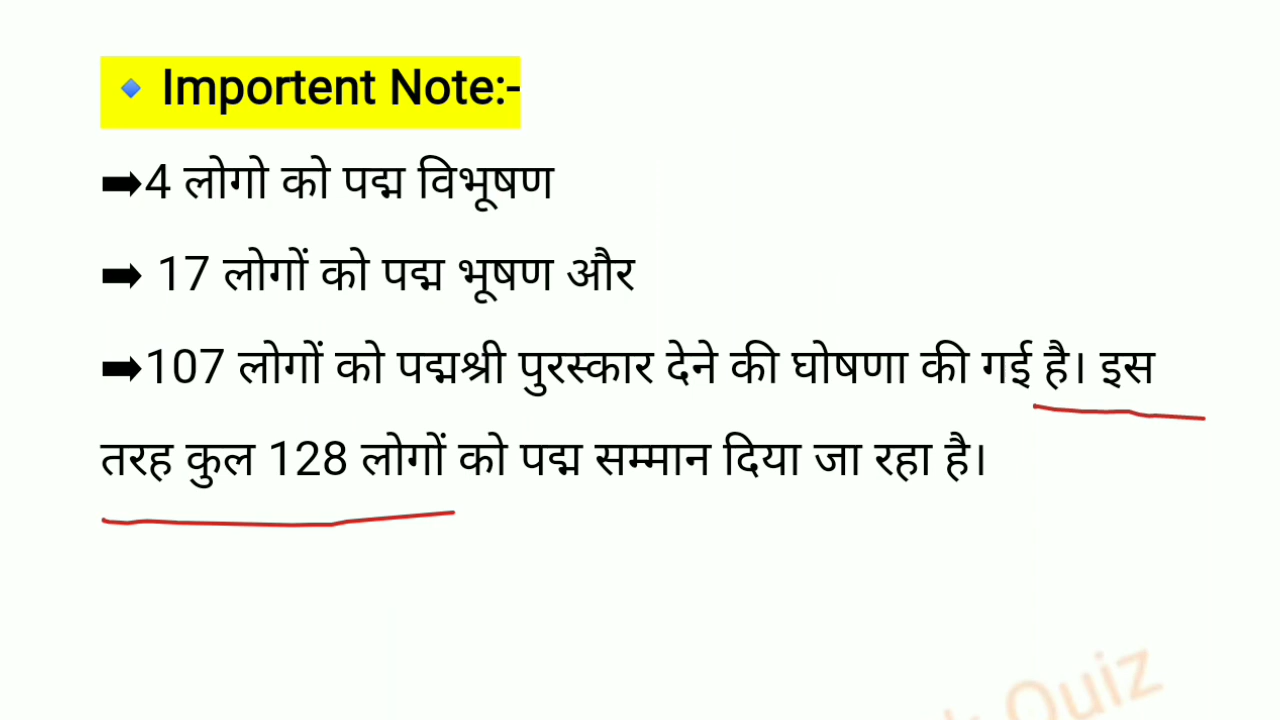 🔹 Importent Note:-
➡4 लोगो को पद्म विभूषण
➡ 17 लोगों को पद्म भूषण और
➡107 लोगों को पद्मश्री पुरस्कार देने की घोषणा की गई है। इस
तरह कुल 128 लोगों को पद्म सम्मान दिया जा रहा है।
Quiz